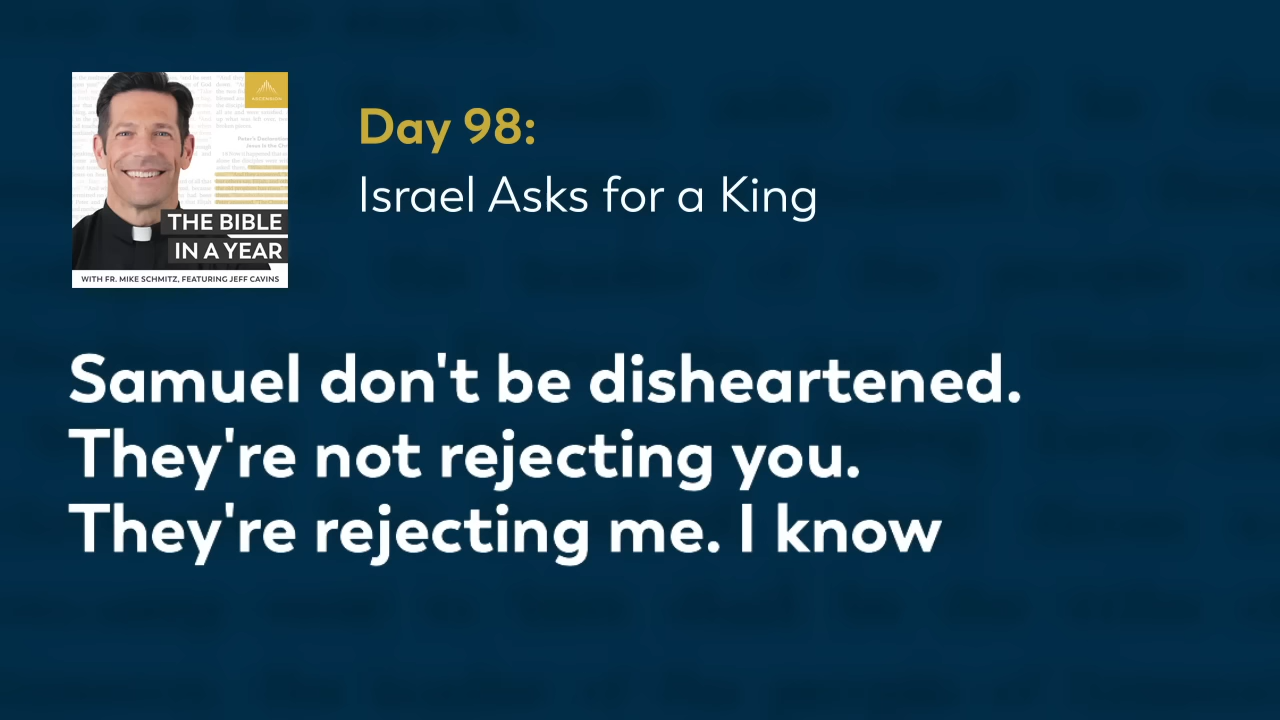 ASCENSION
THE BIBLE
IN A YEAR
WITH FR. MIKE SCHMITZ, FEATURING JEFF CAVINS
Day 98:
Israel Asks for a King
Samuel don't be disheartened.
They're not rejecting you.
They're rejecting me. I know